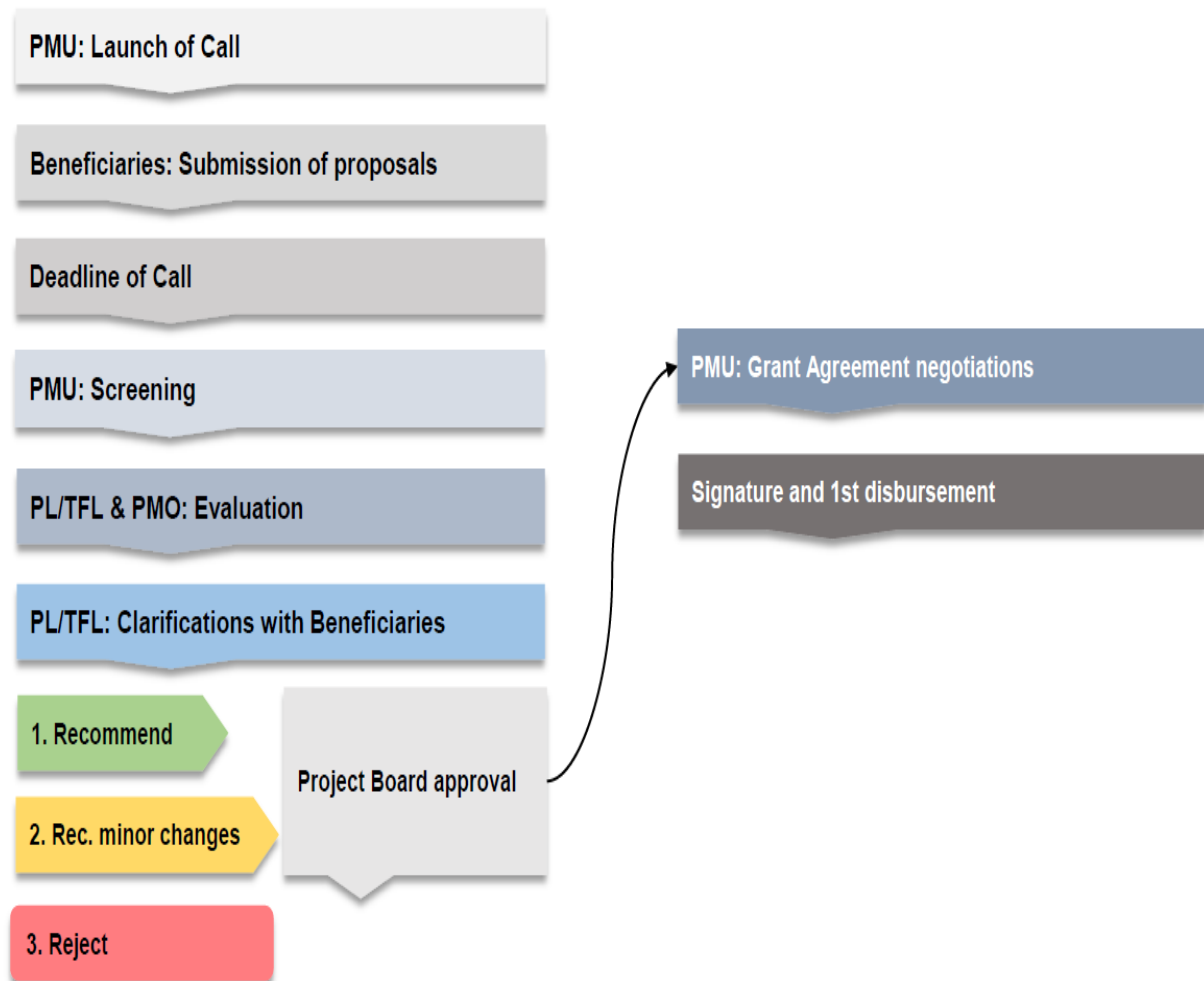 PMU: Launch of Call
Beneficiaries: Submission of proposals
Deadline of Call
PMU: Screening
PL/TFL & PMO: Evaluation
PL/TFL: Clarifications with Beneficiaries
1. Recommend
2. Rec. minor changes
3. Reject
Project Board approval
PMU: Grant Agreement negotiations
Signature and 1st disbursement